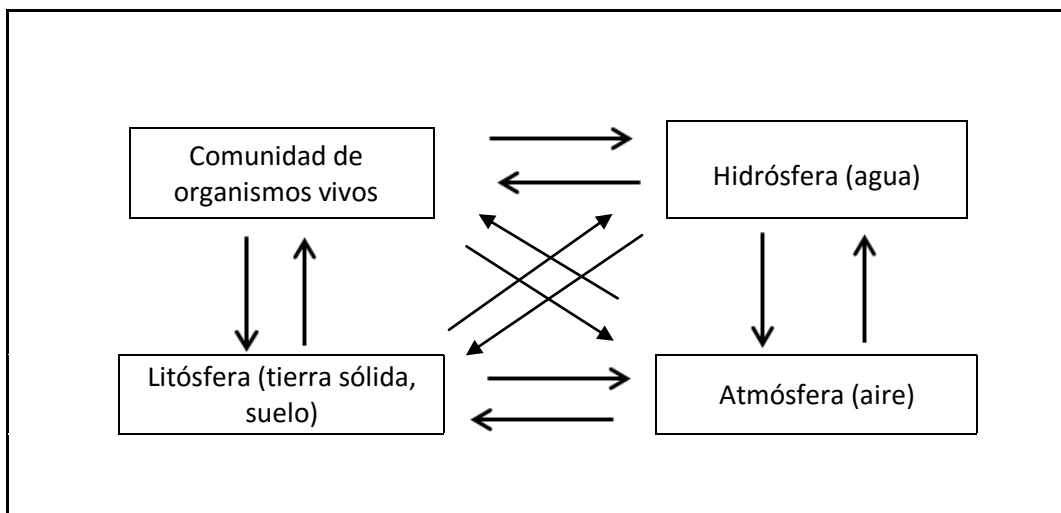 Comunidad de
organismos vivos
Hidrósfera (agua)
Litósfera (tierra sólida,
suelo)
Atmósfera (aire)